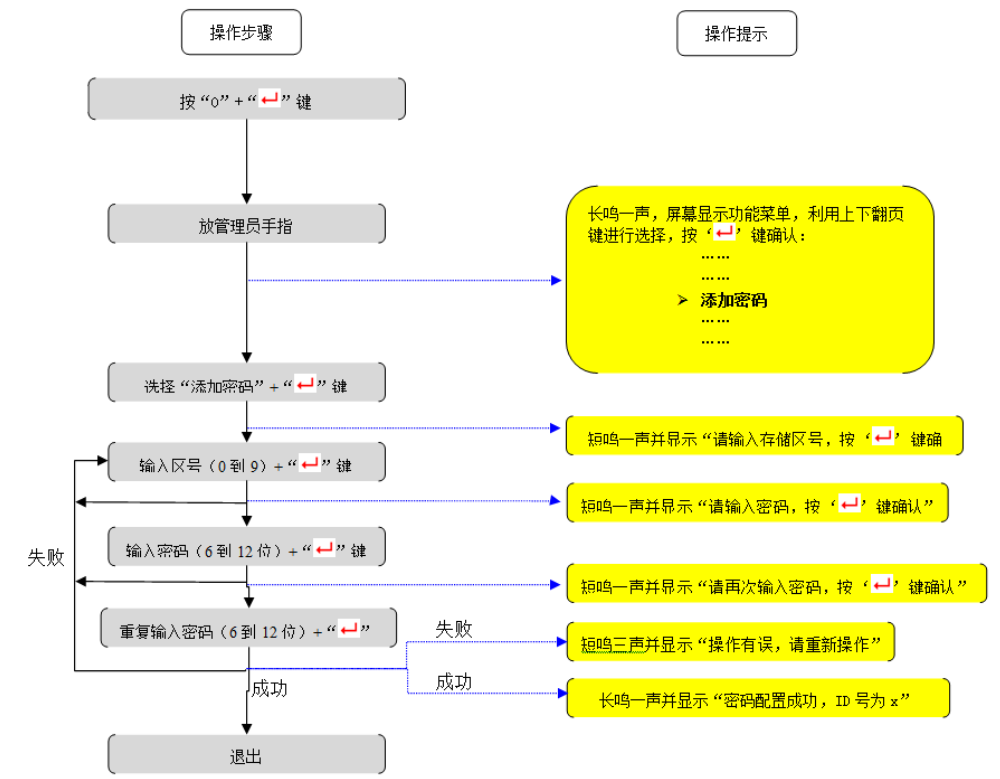 操作步骤
操作提示
按“0”+“↵”键
放管理员手指
长鸣一声，屏幕显示功能菜单，利用上下翻页
键进行选择，按‘↵’键确认：
……
……
➢ 添加密码
……
……
选择“添加密码”+“↵”键
短鸣一声并显示“请输入存储区号，按‘↵’键确
输入区号（0到9）+“↵”键
短鸣一声并显示“请输入密码，按‘↵’键确认”
失败
输入密码（6到12位）+“↵”键
短鸣一声并显示“请再次输入密码，按‘↵’键确认”
重复输入密码（6到12位）+“↵”
失败
短鸣三声并显示“操作有误，请重新操作”
成功
成功
长鸣一声并显示“密码配置成功，ID号为x”
退出